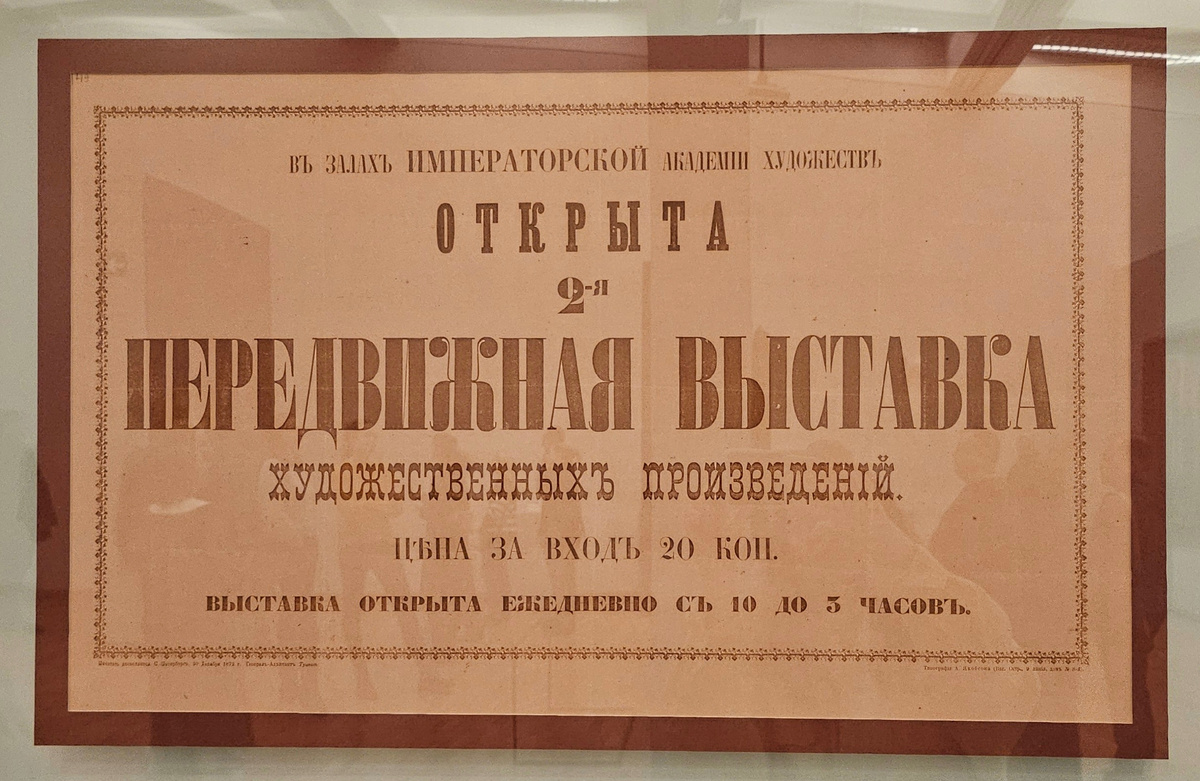 ВЪ ЗАЛАХЪ ИМПЕРАТОРСКОЙ АКАДЕМІИ ХУДОЖЕСТВЪ
ОТКРЫТА
2-я
ПЕРЕДВИЖНАЯ ВЫСТАВКА
ХУДОЖЕСТВЕННЫХЪ ПРОИЗВЕДЕНІЙ.
ЦѢНА ЗА ВХОДЪ 20 КОП.
ВЫСТАВКА ОТКРЫТА ЕЖЕДНЕВНО СЪ 10 ДО 3 ЧАСОВЪ.